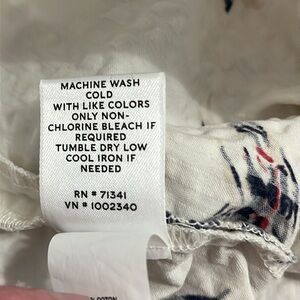 MACHINE WASH
COLD
WITH LIKE COLORS
ONLY NON-
CHLORINE BLEACH IF
REQUIRED
TUMBLE DRY LOW
COOL IRON IF
NEEDED
RN # 71341
VN # 1002340
COTTON